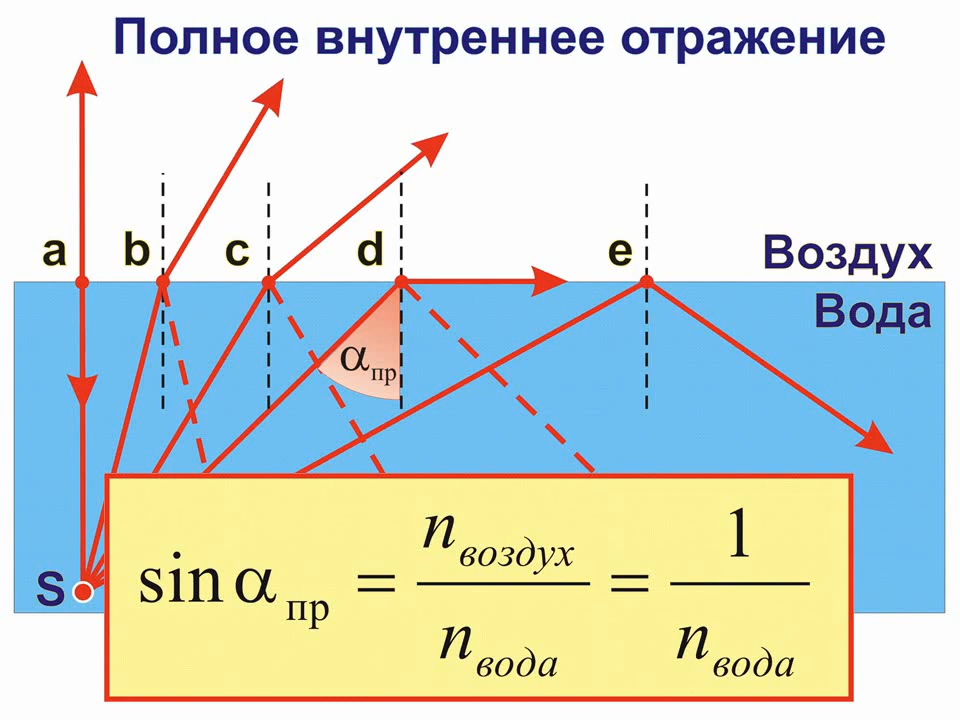 Полное внутреннее отражение
a b c d e Воздух
Вода
α пр
S
sin α пр = n воздух / n вода = 1 / n вода